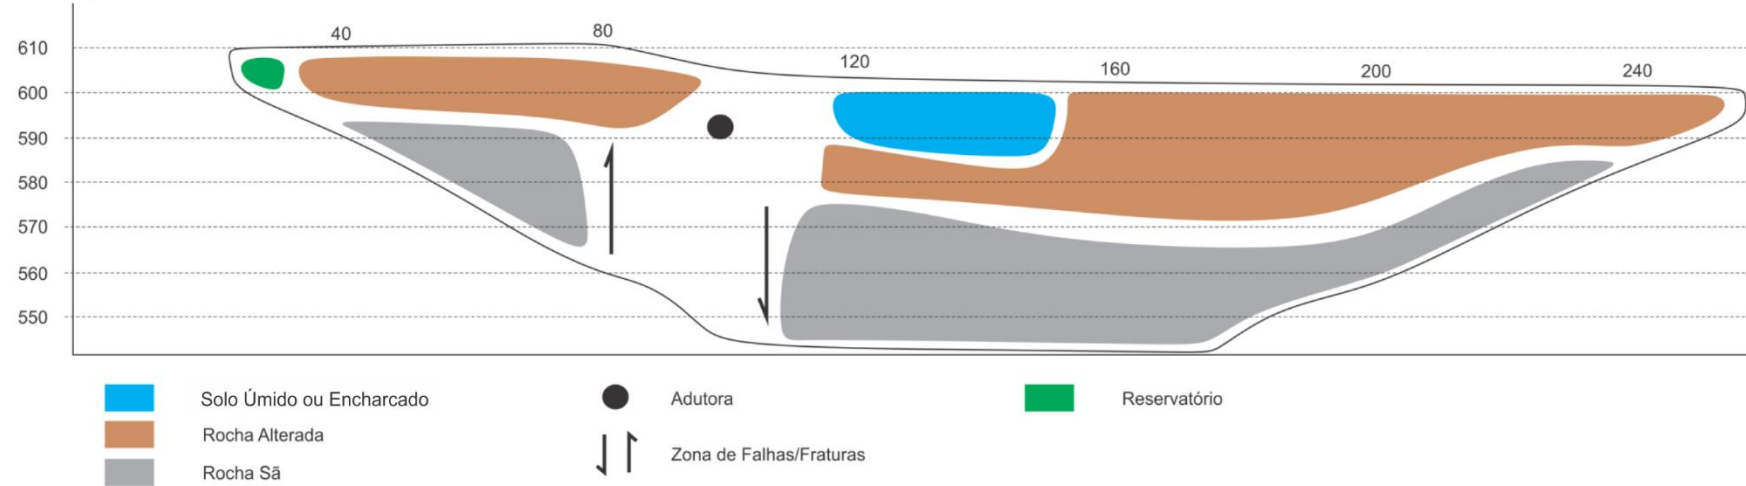 40
80
120
160
200
240
610
600
590
580
570
560
550
Solo Úmido ou Encharcado
Adutora
Reservatório
Rocha Alterada
Zona de Falhas/Fraturas
Rocha Sã